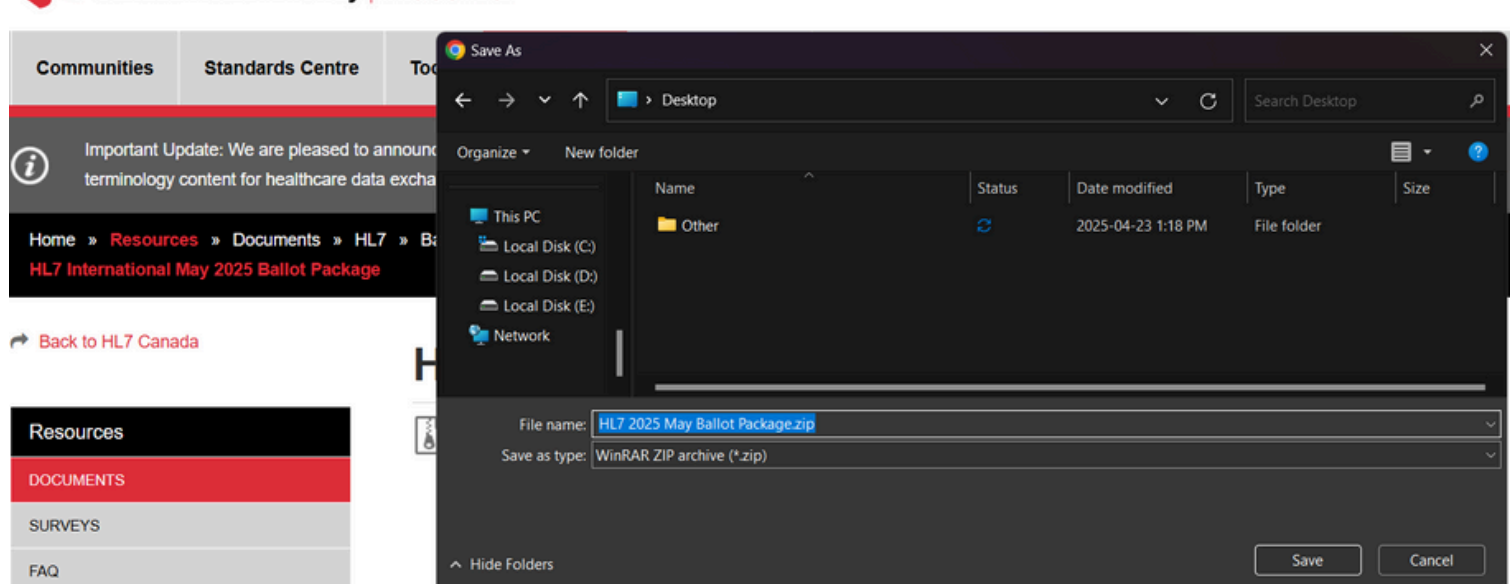 Communities
Standards Centre
Important Update: We are pleased to
terminology content for healthcare data
Home » Resources » Documents » HL7 »
HL7 International May 2025 Ballot Package
Back to HL7 Canada
Resources
DOCUMENTS
SURVEYS
FAQ
Save As
Desktop
Search Desktop
Organize
New folder
Name
Status
Date modified
Type
Size
This PC
Local Disk (C:)
Local Disk (D:)
Local Disk (E:)
Network
Other
2025-04-23 1:18 PM
File folder
File name: HL7 2025 May Ballot Package.zip
Save as type: WinRAR ZIP archive (*.zip)
Hide Folders
Save
Cancel